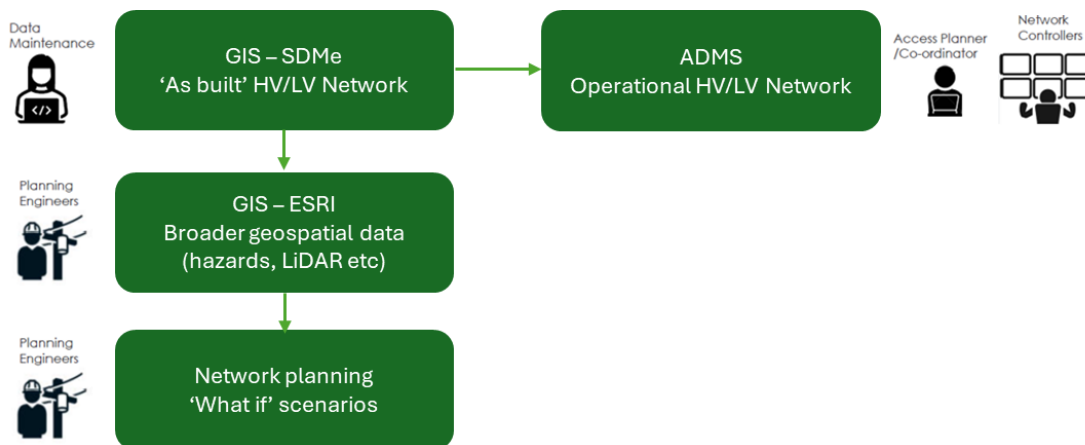 Data
Maintenance
GIS – SDMe
‘As built’ HV/LV Network
ADMS
Operational HV/LV Network
Access Planner
/Co-ordinator
Network
Controllers
</>
Planning
Engineers
GIS – ESRI
Broader geospatial data
(hazards, LiDAR etc)
Planning
Engineers
Network planning
‘What if’ scenarios